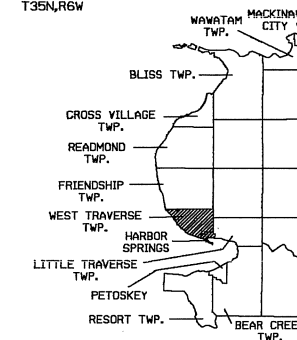 T35N,R6W
MACKINA
CITY
WAWATAM
TWP.
BLISS TWP.
CROSS VILLAGE
TWP.
READMOND
TWP.
FRIENDSHIP
TWP.
WEST TRAVERSE
TWP.
HARBOR
SPRINGS
LITTLE TRAVERSE
TWP.
PETOSKEY
RESORT TWP.
BEAR CREE
TWP.